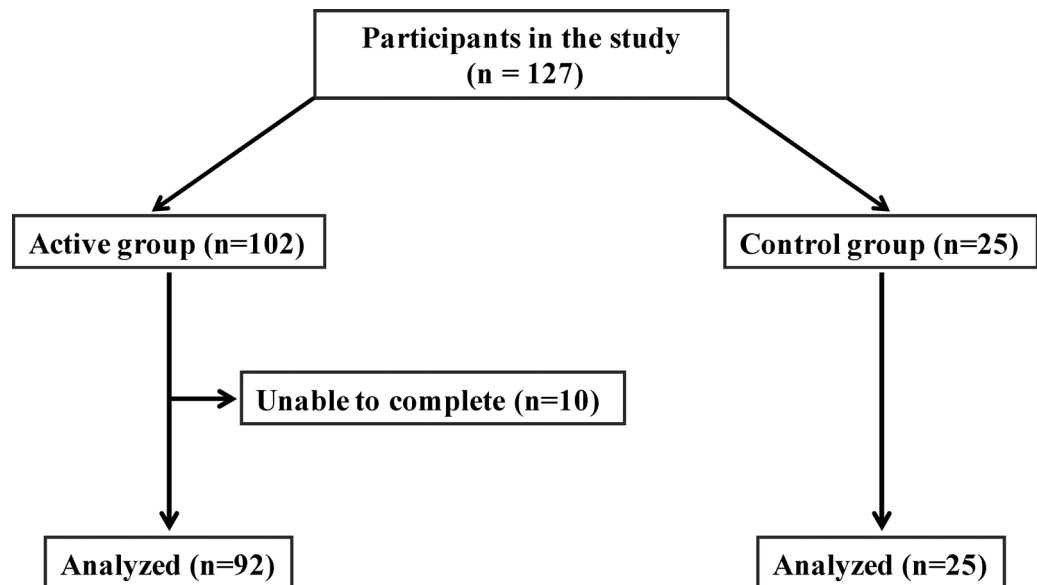 Participants in the study
(n = 127)
Active group (n=102)
Control group (n=25)
Unable to complete (n=10)
Analyzed (n=92)
Analyzed (n=25)